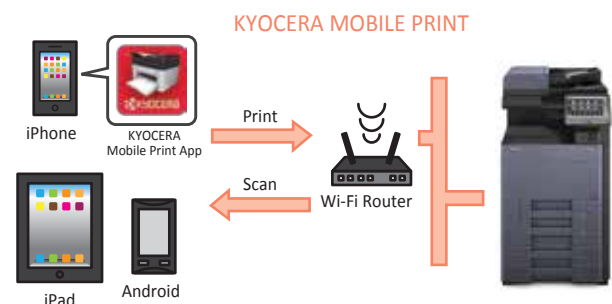 KYOCERA MOBILE PRINT
KYOCERA
iPhone
KYOCERA
Mobile Print App
Print
Scan
Wi-Fi Router
iPad
Android